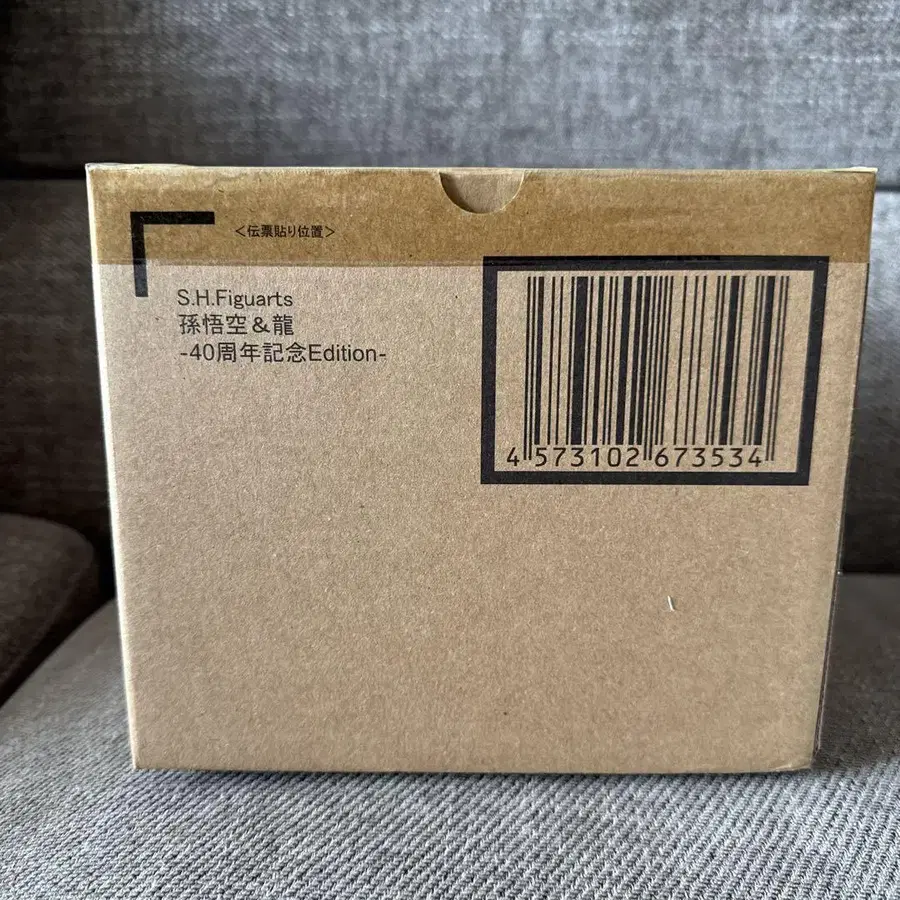 ＜伝票貼り位置＞
S.H.Figuarts
孫悟空＆龍
-40周年記念Edition-
4 573102 673534